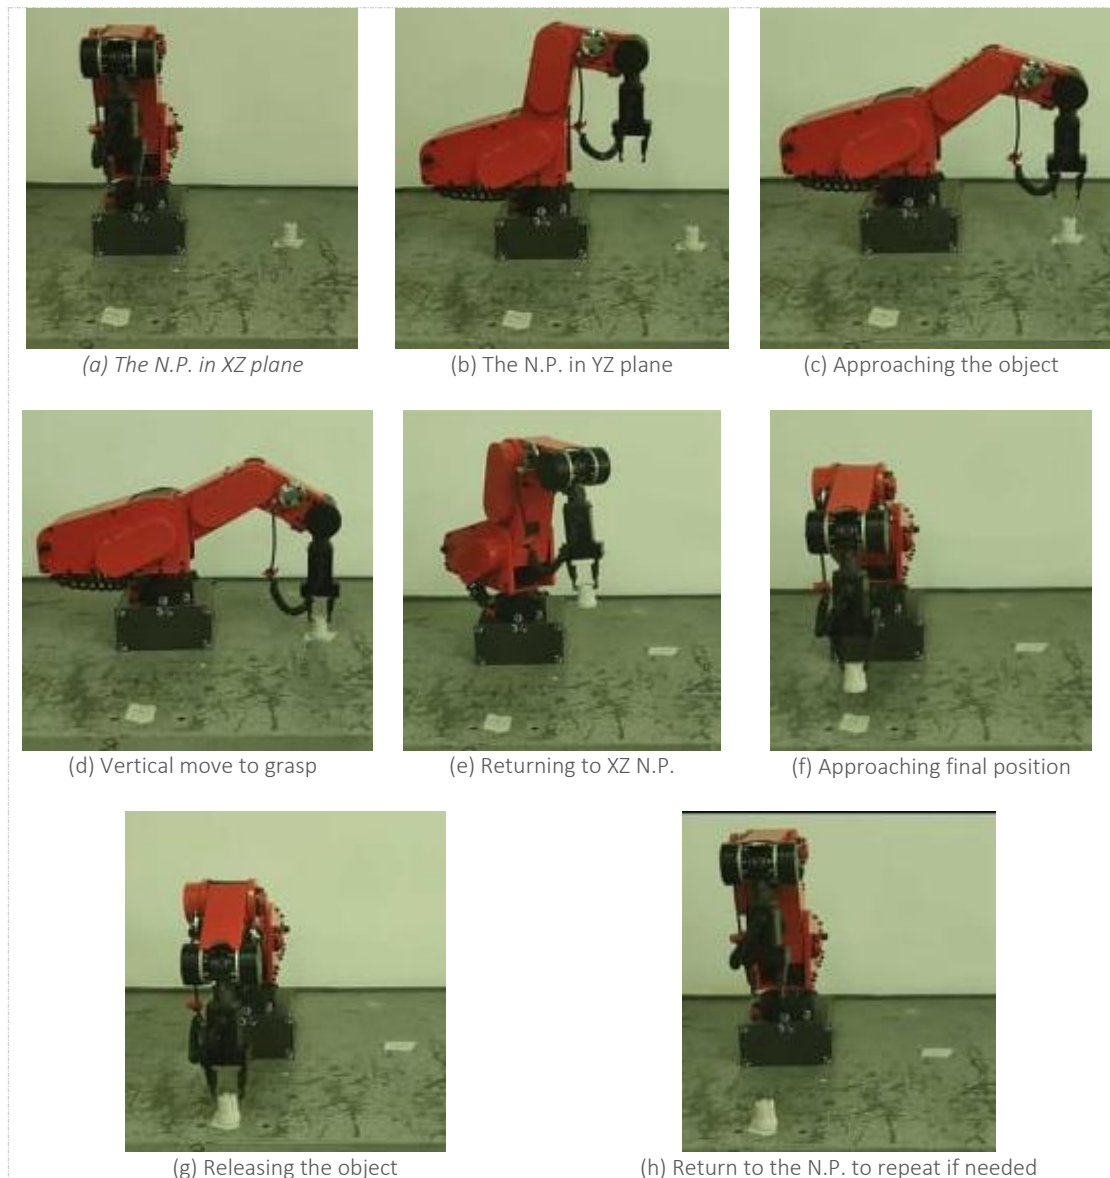 (a) The N.P. in XZ plane
(b) The N.P. in YZ plane
(c) Approaching the object
(d) Vertical move to grasp
(e) Returning to XZ N.P.
(f) Approaching final position
(g) Releasing the object
(h) Return to the N.P. to repeat if needed